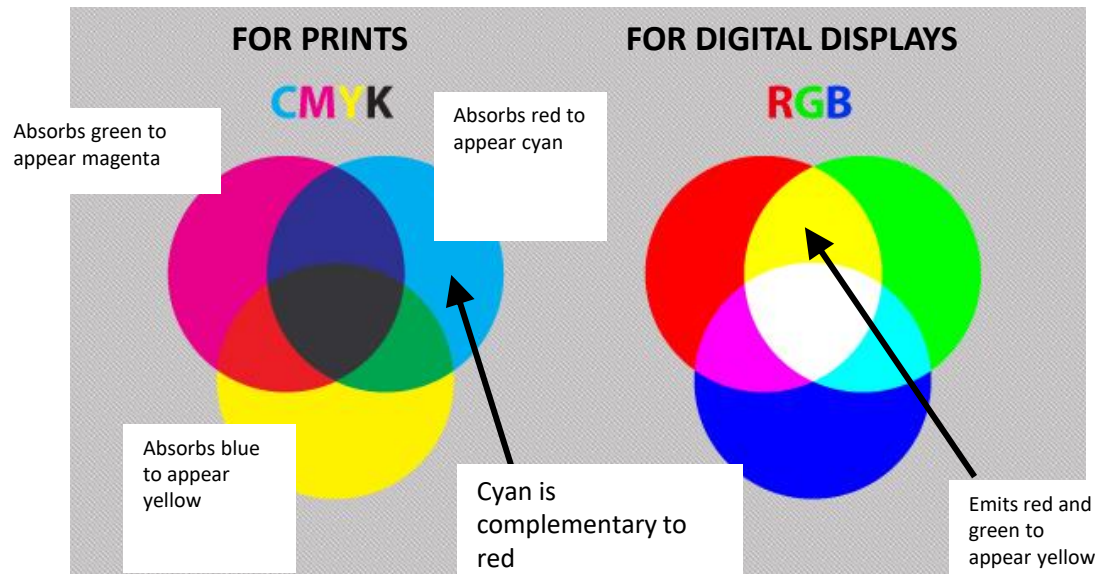 FOR PRINTS
FOR DIGITAL DISPLAYS
CMYK
RGB
Absorbs green to
appear magenta
Absorbs red to
appear cyan
Absorbs blue
to appear
yellow
Cyan is
complementary to
red
Emits red and
green to
appear yellow